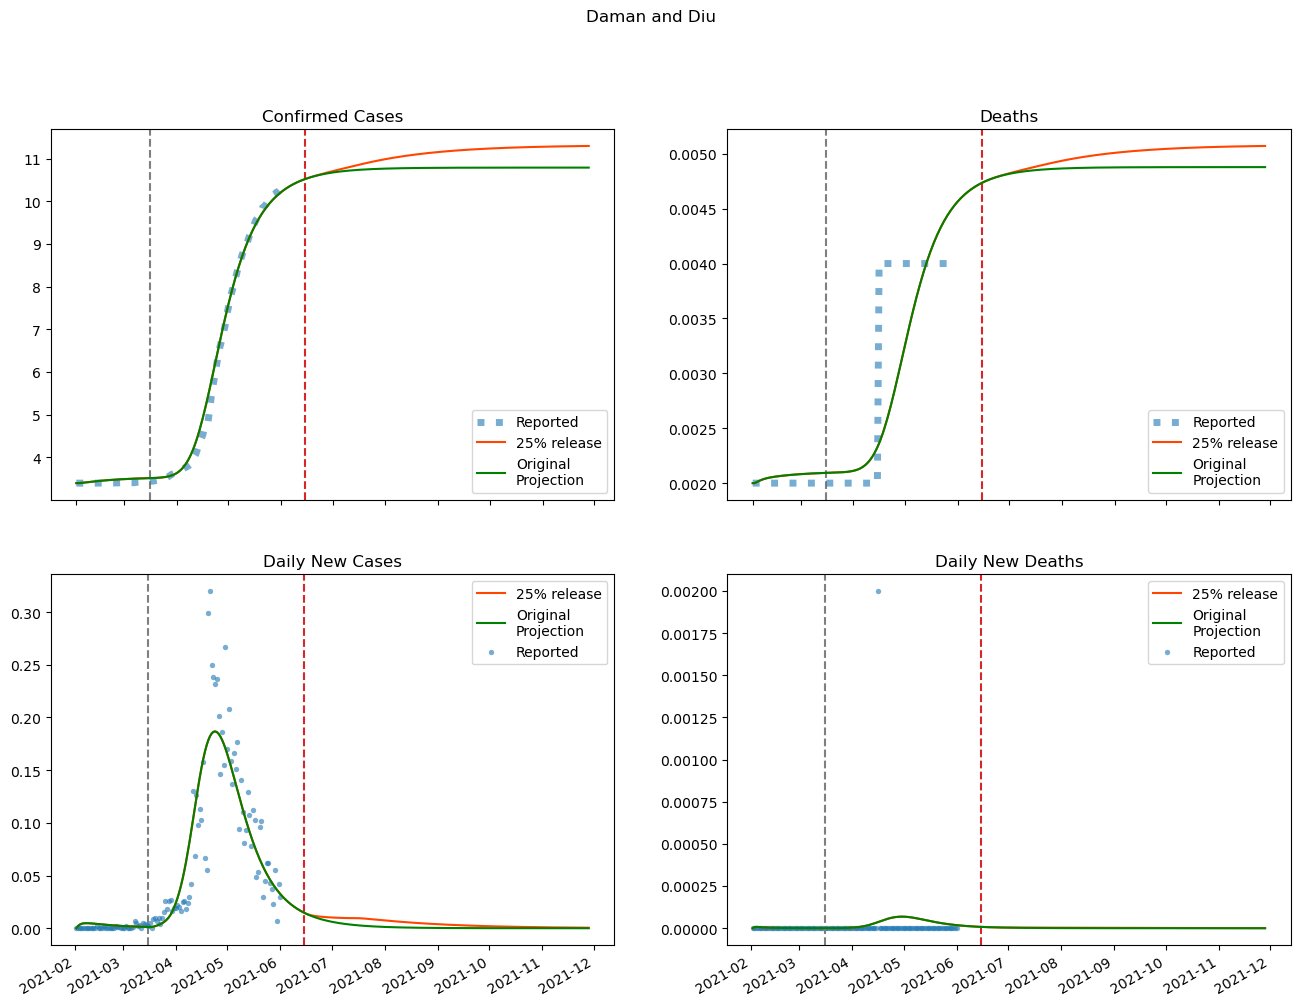 Daman and Diu
Confirmed Cases
11
10
9
8
7
6
5
4
Reported
25% release
Original
Projection
Deaths
0.0050
0.0045
0.0040
0.0035
0.0030
0.0025
0.0020
Reported
25% release
Original
Projection
Daily New Cases
0.30
0.25
0.20
0.15
0.10
0.05
0.00
25% release
Original
Projection
Reported
2021-02
2021-03
2021-04
2021-05
2021-06
2021-07
2021-08
2021-09
2021-10
2021-11
2021-12
Daily New Deaths
0.00200
0.00175
0.00150
0.00125
0.00100
0.00075
0.00050
0.00025
0.00000
25% release
Original
Projection
Reported
2021-02
2021-03
2021-04
2021-05
2021-06
2021-07
2021-08
2021-09
2021-10
2021-11
2021-12